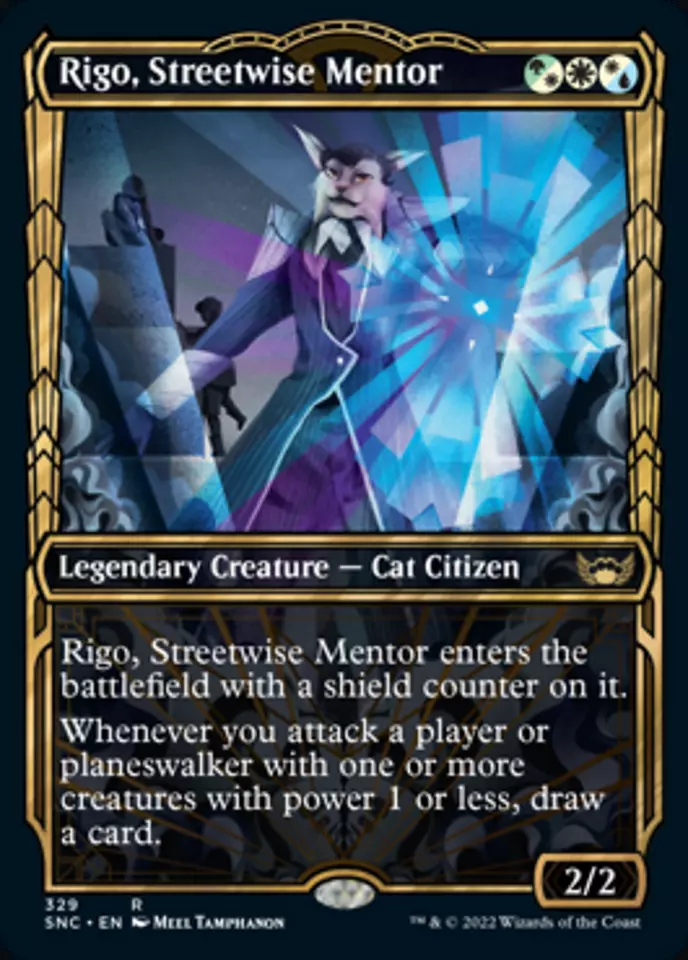 Rigo, Streetwise Mentor
Legendary Creature — Cat Citizen
Rigo, Streetwise Mentor enters the
battlefield with a shield counter on it.
Whenever you attack a player or
planeswalker with one or more
creatures with power 1 or less, draw
a card.
2/2
329 R
SNC • EN Meel Tamphanon
™ & © 2022 Wizards of the Coast